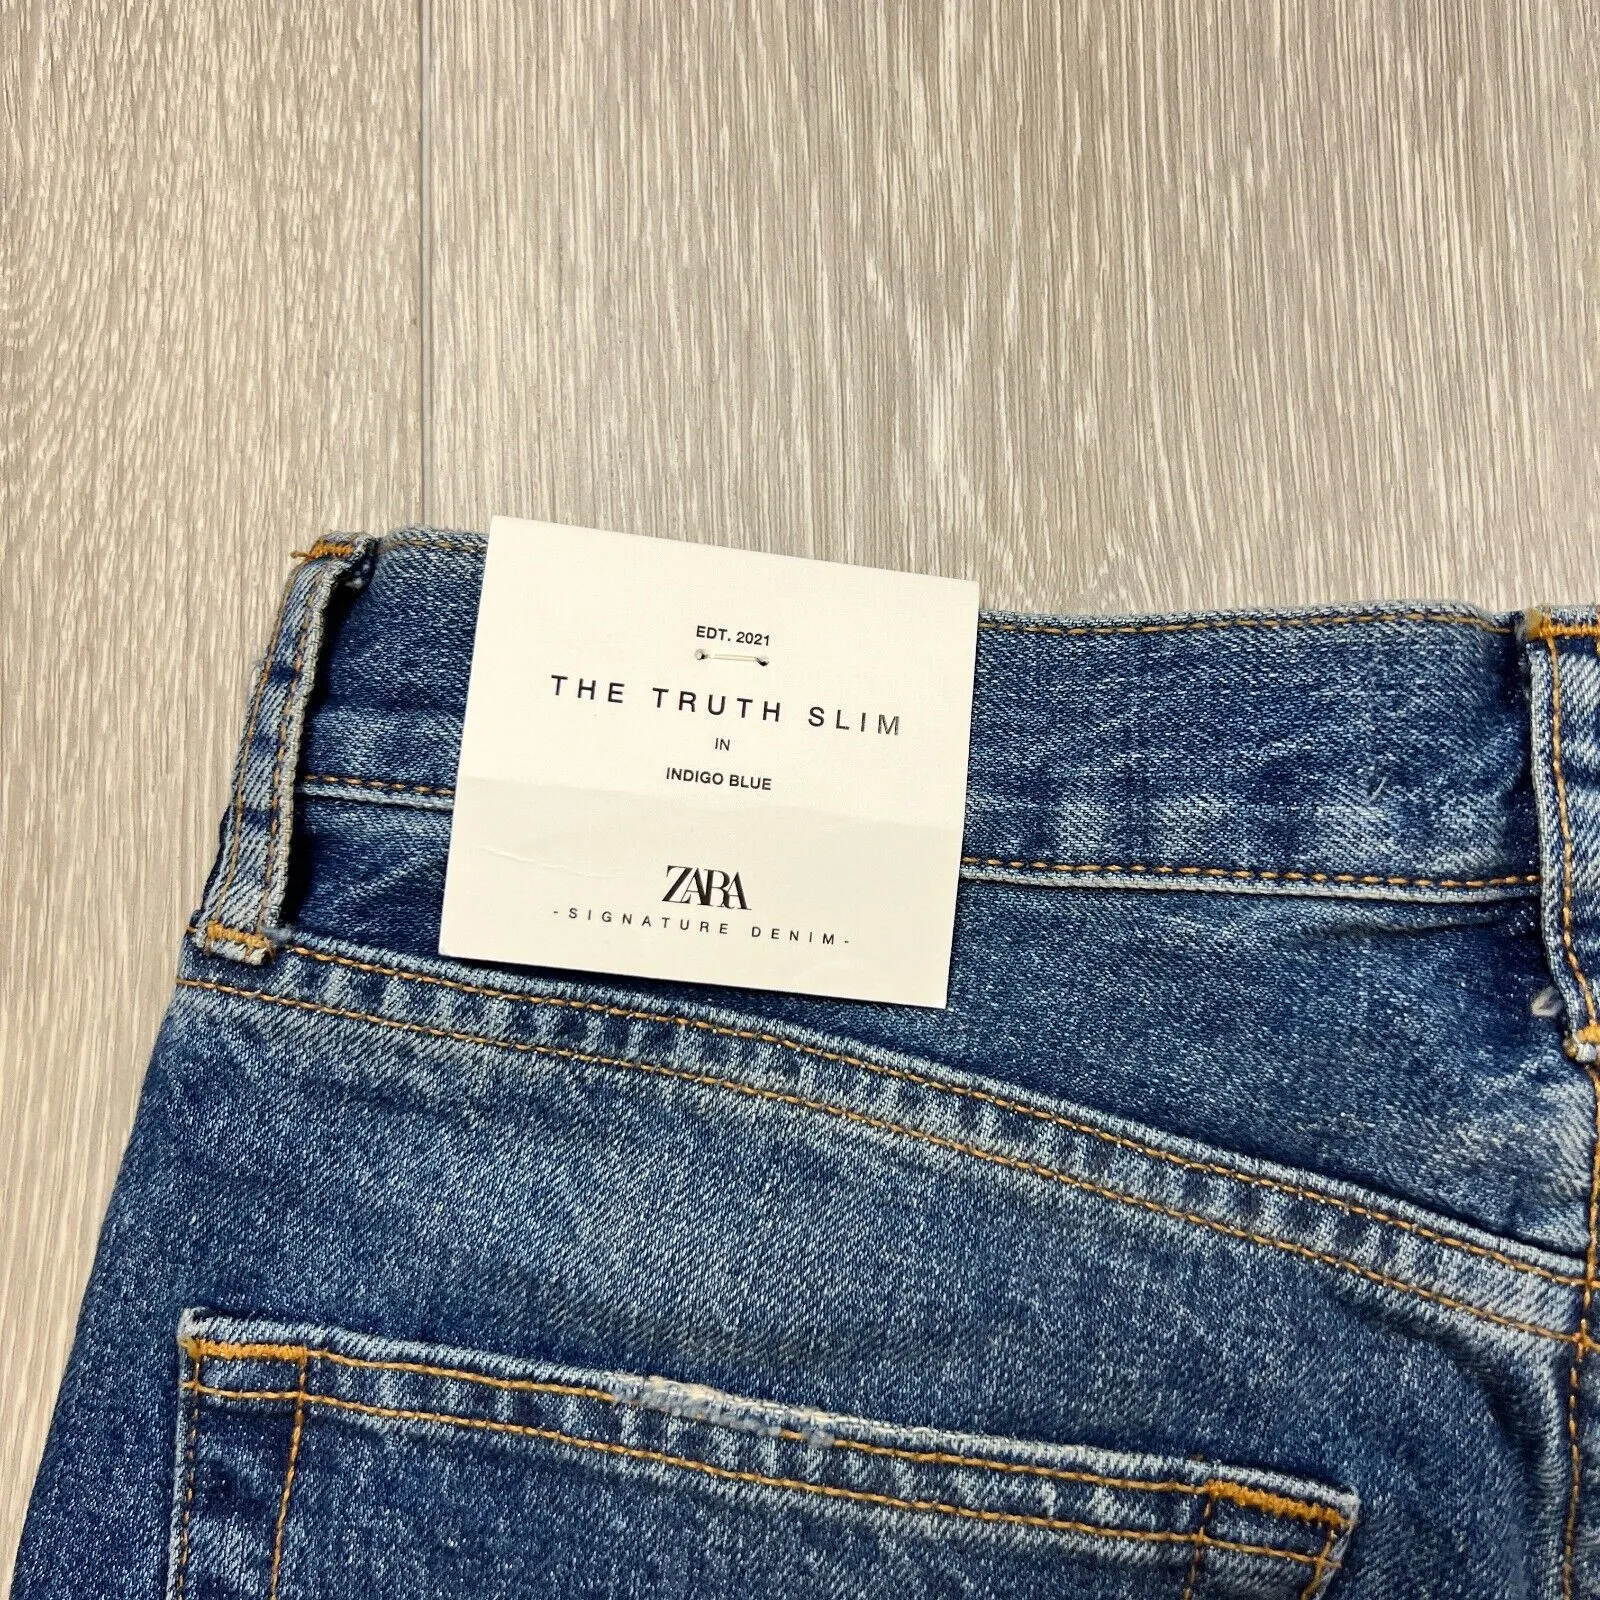 EDT. 2021
THE TRUTH SLIM
IN
INDIGO BLUE
ZARA
- SIGNATURE DENIM -